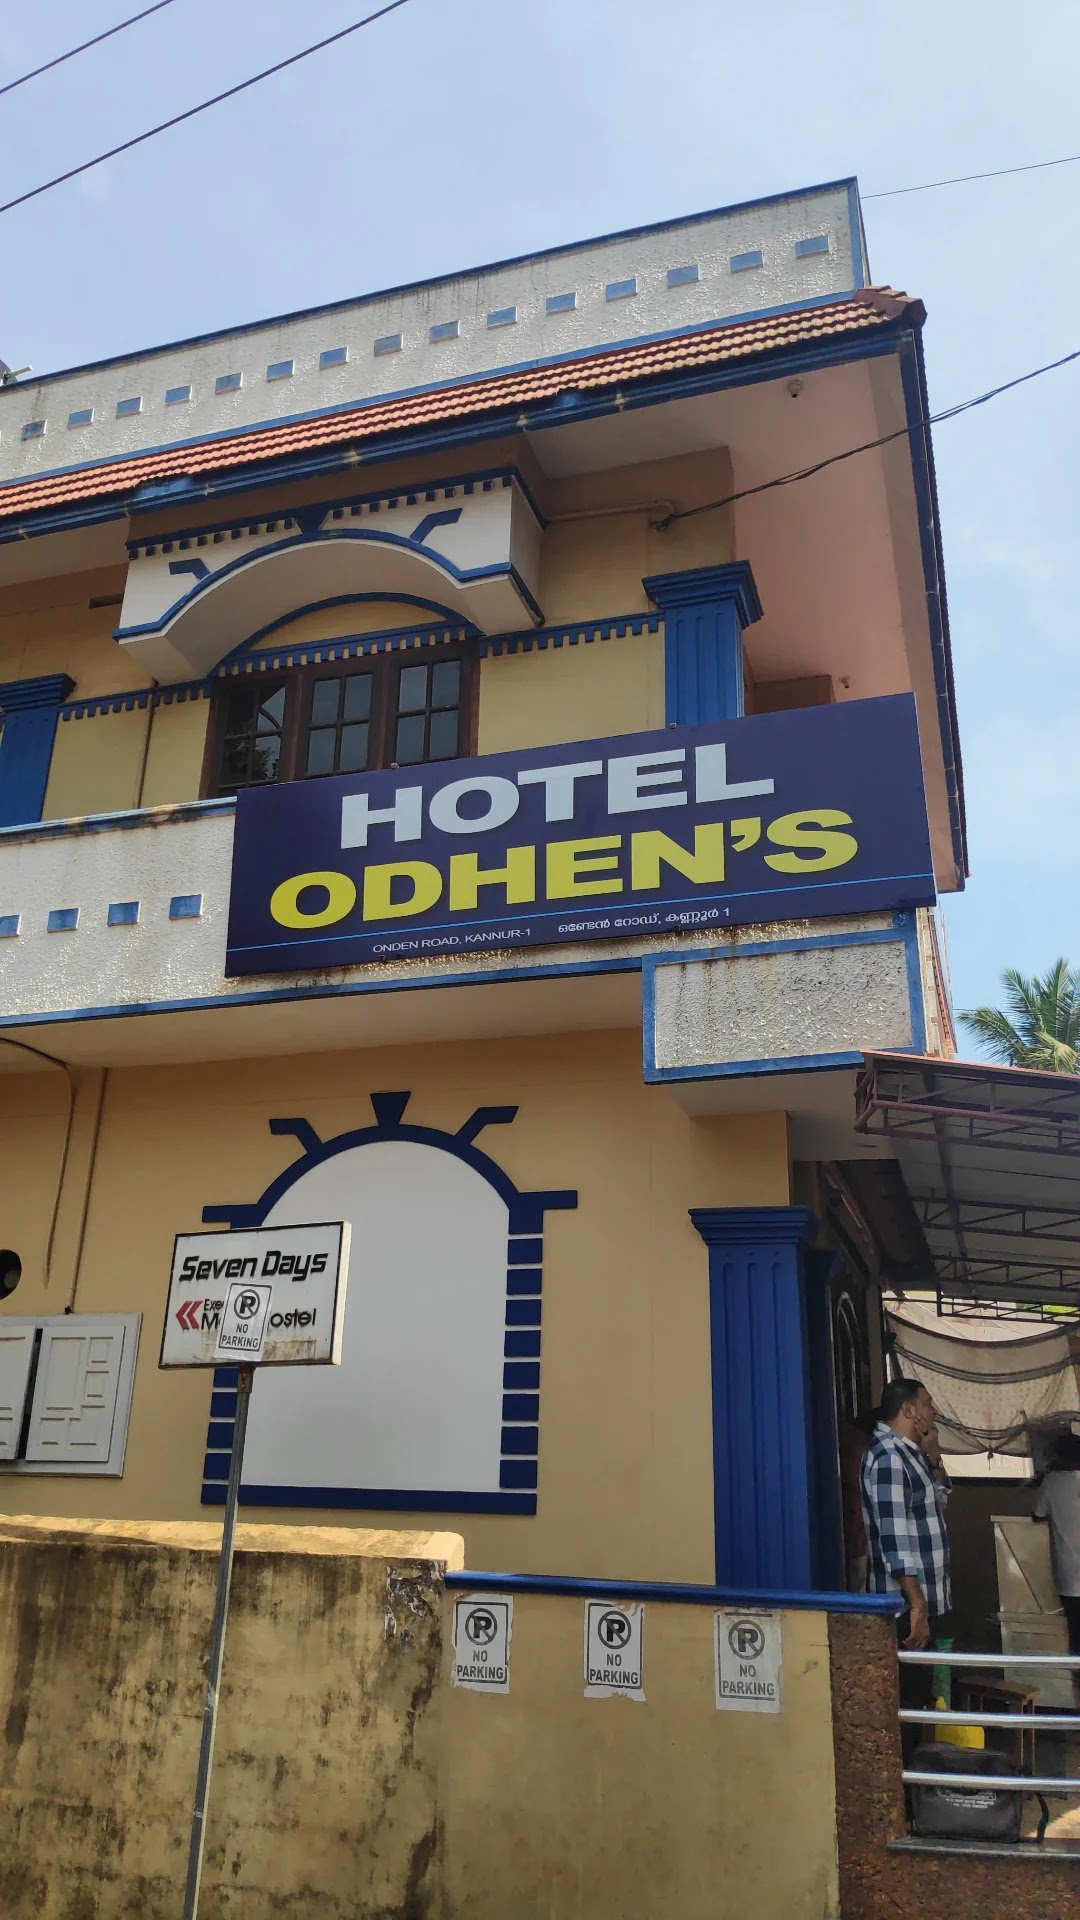 HOTEL
ODHEN'S
ONDEN ROAD, KANNUR-1 ഒണ്ടേൻ റോഡ്, കണ്ണൂർ 1
Seven Days
P
NO
PARKING
P
NO
PARKING
P
NO
PARKING
P
NO
PARKING